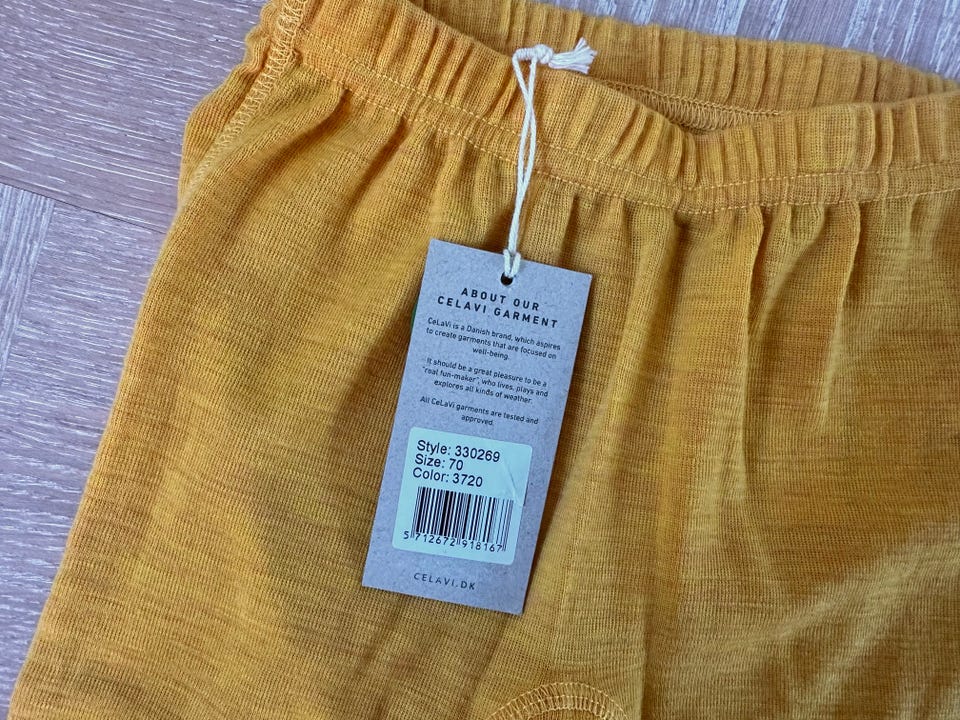 ABOUT OUR
CELAVI GARMENT
CeLaVi is a Danish brand, which aspires
to create garments that are focused on
well-being.
It should be a great pleasure to be a
"real fun-maker", who lives, plays and
explores all kinds of weather.
All CeLaVi garments are tested and
approved.
Style: 330269
Size: 70
Color: 3720
5 712672 918167
CELAVI.DK